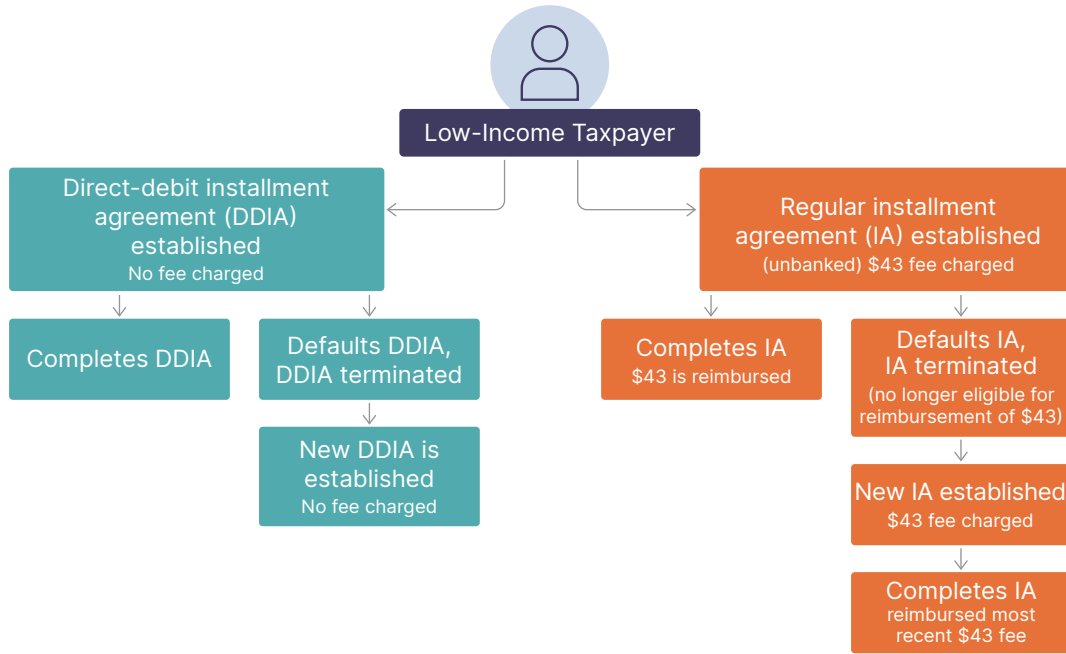 Low-Income Taxpayer
Direct-debit installment
agreement (DDIA)
established
No fee charged
Completes DDIA
Defaults DDIA,
DDIA terminated
New DDIA is
established
No fee charged
Regular installment
agreement (IA) established
(unbanked) $43 fee charged
Completes IA
$43 is reimbursed
Defaults IA,
IA terminated
(no longer eligible for
reimbursement of $43)
New IA established
$43 fee charged
Completes IA
reimbursed most
recent $43 fee